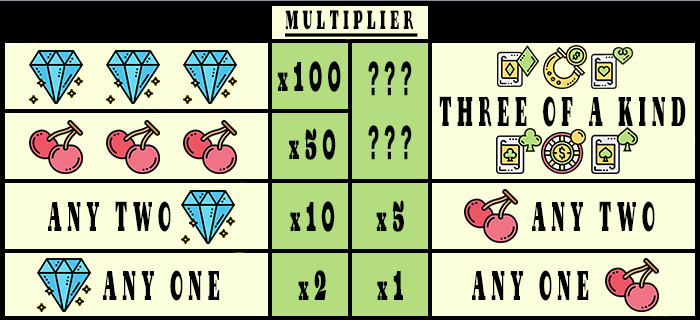 MULTIPLIER
x100 ???
THREE OF A KIND
x50 ???
ANY TWO x10 x5 ANY TWO
ANY ONE x2 x1 ANY ONE